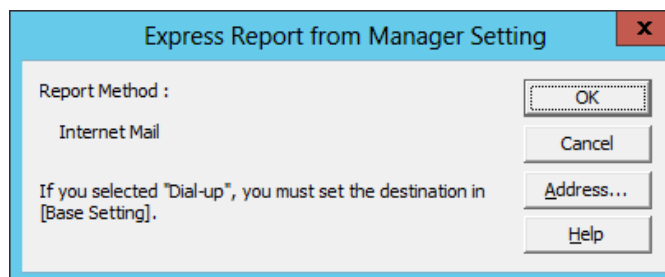 Express Report from Manager Setting
x
Report Method :
OK
Internet Mail
Cancel
If you selected "Dial-up", you must set the destination in
[Base Setting].
Address...
Help